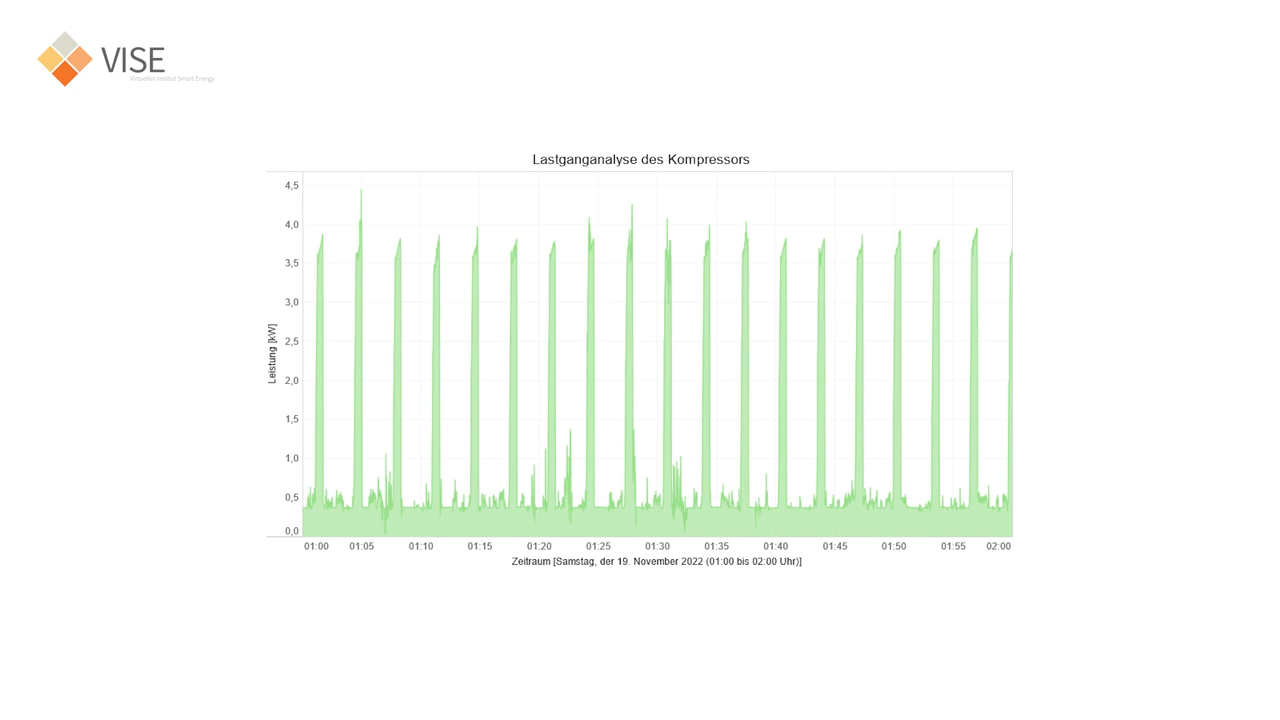 VISE
Virtuelles Institut Smart Energy
Lastganganalyse des Kompressors
4,5
4,0
3,5
3,0
2,5
2,0
1,5
1,0
0,5
0,0
Leistung [kW]
01:00 01:05 01:10 01:15 01:20 01:25 01:30 01:35 01:40 01:45 01:50 01:55 02:00
Zeitraum [Samstag, der 19. November 2022 (01:00 bis 02:00 Uhr)]